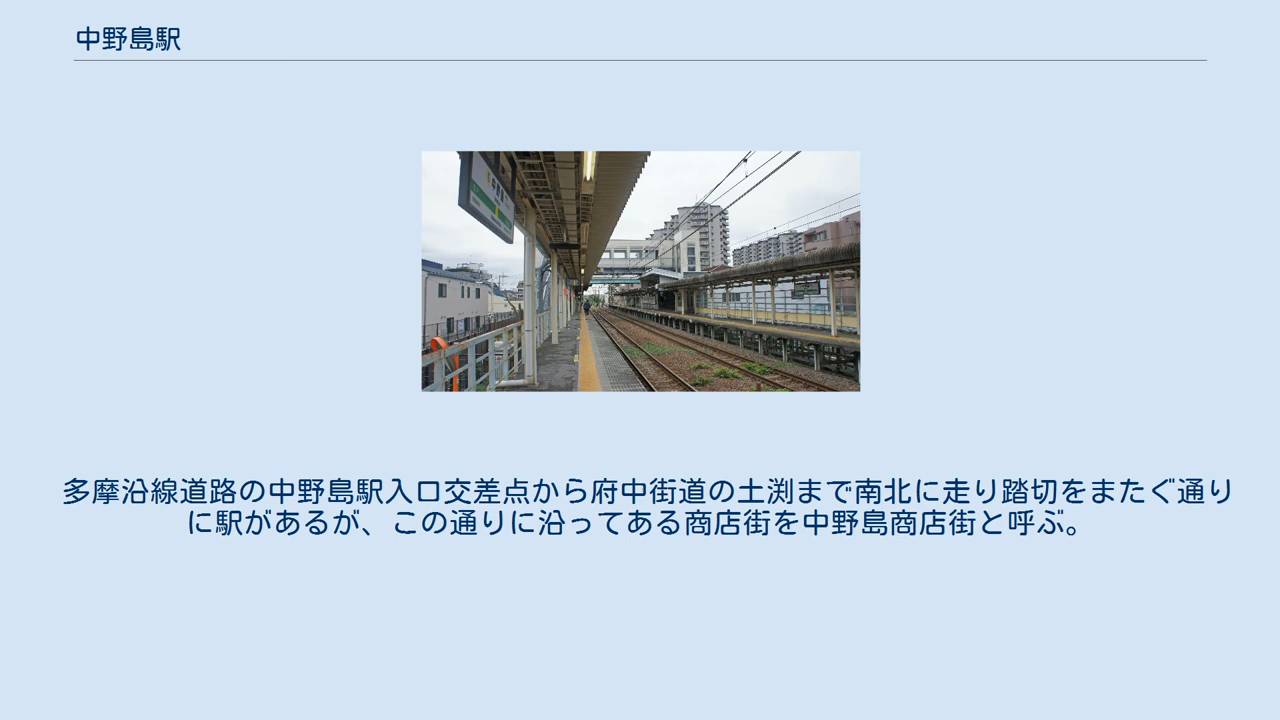 中野島駅
多摩沿線道路の中野島駅入口交差点から府中街道の土渕まで南北に走り踏切をまたぐ通り
に駅があるが、この通りに沿ってある商店街を中野島商店街と呼ぶ。